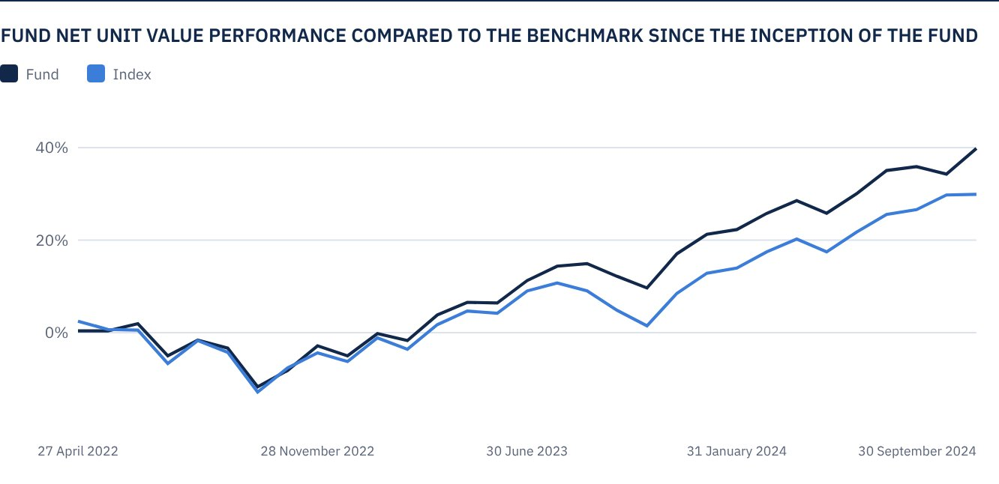 FUND NET UNIT VALUE PERFORMANCE COMPARED TO THE BENCHMARK SINCE THE INCEPTION OF THE FUND
Fund Index
40%
20%
0%
27 April 2022 28 November 2022 30 June 2023 31 January 2024 30 September 2024